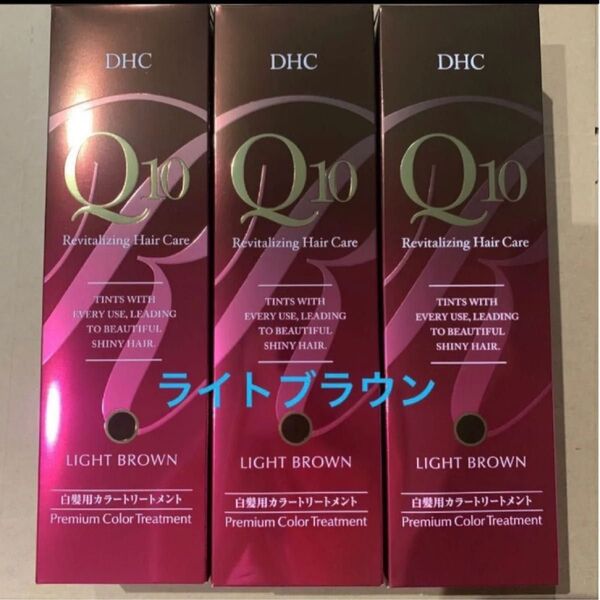 DHC
Q10
Revitalizing Hair Care
TINTS WITH
EVERY USE, LEADING
TO BEAUTIFUL
SHINY HAIR.
LIGHT BROWN
白髪用カラートリートメント
Premium Color Treatment
DHC
Q10
Revitalizing Hair Care
TINTS WITH
EVERY USE, LEADING
TO BEAUTIFUL
SHINY HAIR.
LIGHT BROWN
白髪用カラートリートメント
Premium Color Treatment
DHC
Q10
Revitalizing Hair Care
TINTS WITH
EVERY USE, LEADING
TO BEAUTIFUL
SHINY HAIR.
LIGHT BROWN
白髪用カラートリートメント
Premium Color Treatment
ライトブラウン